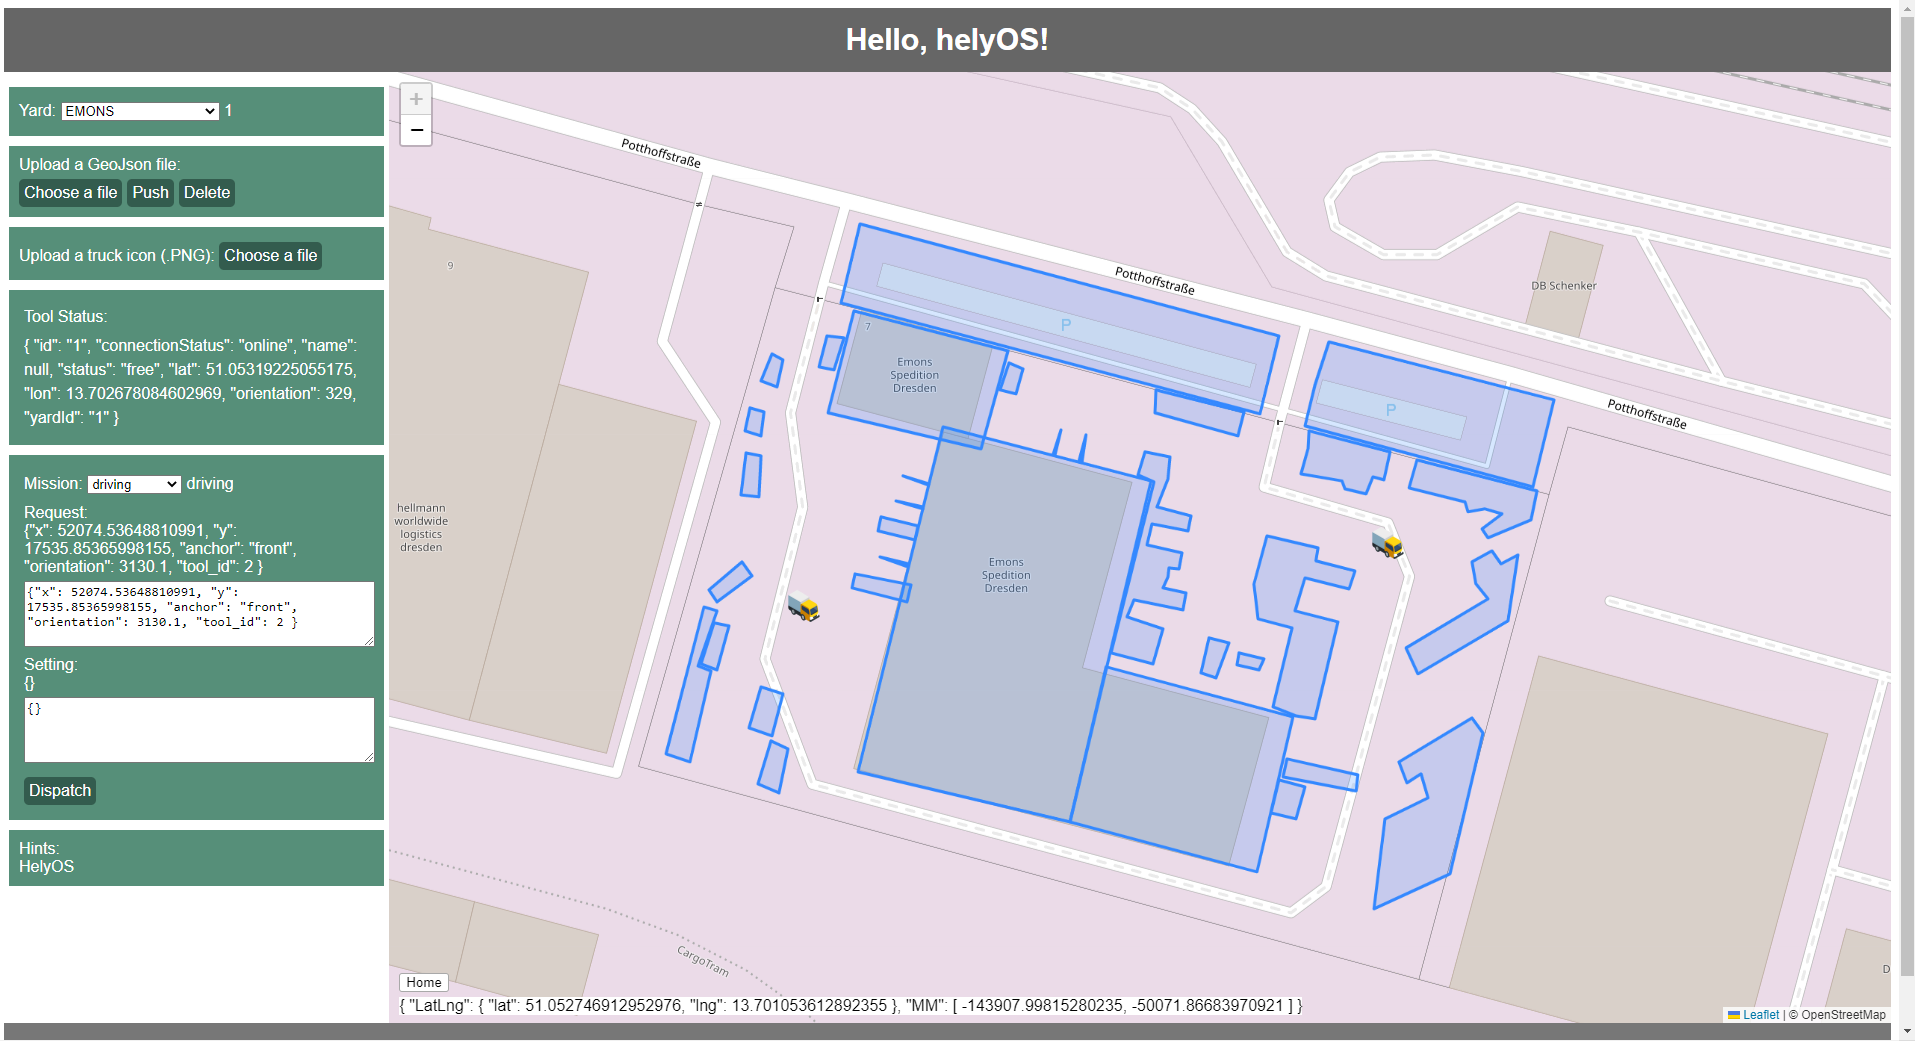 Hello, helyOS!
Yard: EMONS 1
Upload a GeoJson file:
Choose a file Push Delete
Upload a truck icon (.PNG): Choose a file
Tool Status:
{ "id": "1", "connectionStatus": "online", "name":
null, "status": "free", "lat": 51.05319225055175,
"lon": 13.702678084602969, "orientation": 329,
"yardId": "1" }
Mission: driving driving
Request:
{"x": 52074.53648810991, "y":
17535.85365998155, "anchor": "front",
"orientation": 3130.1, "tool_id": 2 }
{"x": 52074.53648810991, "y":
17535.85365998155, "anchor": "front",
"orientation": 3130.1, "tool_id": 2 }
Setting:
{}
{}
Dispatch
Hints:
HelyOS
+
−
Potthoffstraße
Potthoffstraße
Potthoffstraße
9
DB Schenker
P
7
Emons
Spedition
Dresden
P
hellmann
worldwide
logistics
dresden
Emons
Spedition
Dresden
CargoTram
D
Home
{ "LatLng": { "lat": 51.052746912952976, "lng": 13.701053612892355 }, "MM": [ -143907.99815280235, -50071.86683970921 ] }
Leaflet | © OpenStreetMap